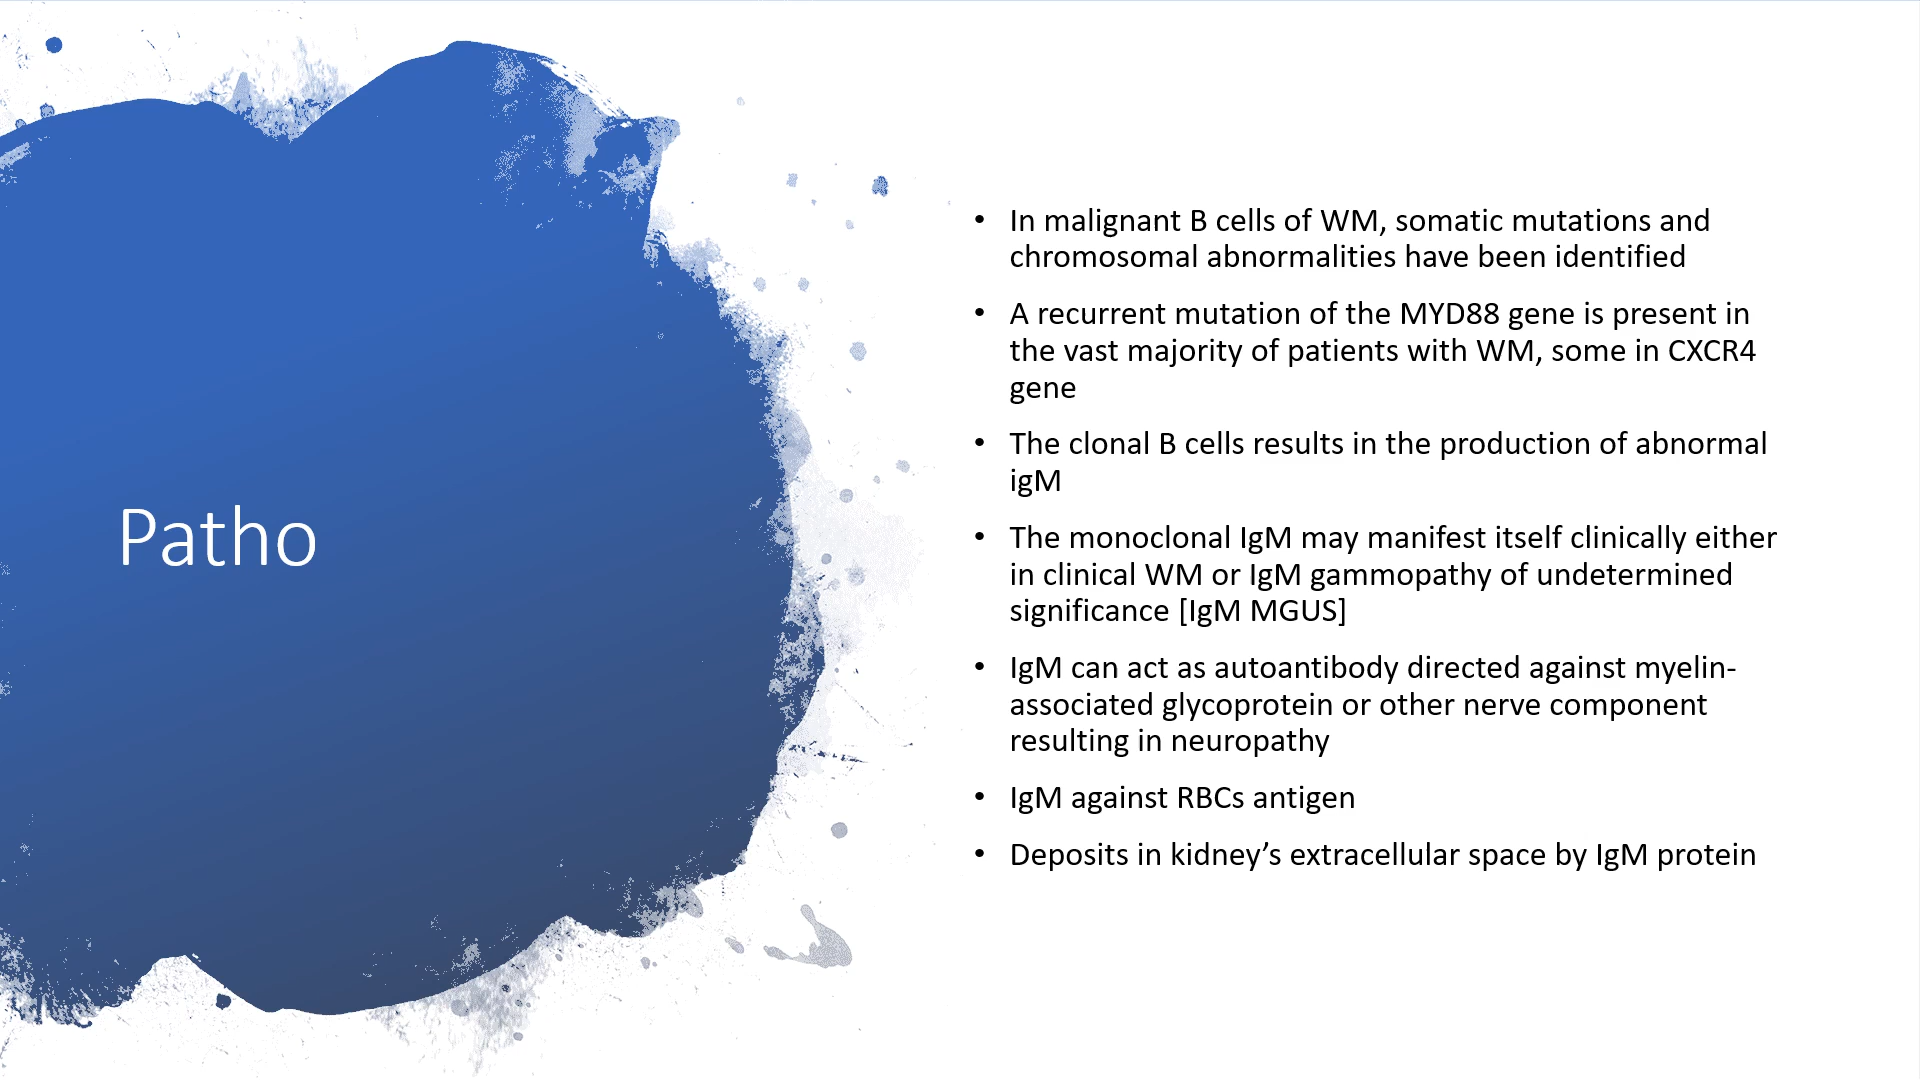 Patho
• In malignant B cells of WM, somatic mutations and
chromosomal abnormalities have been identified
• A recurrent mutation of the MYD88 gene is present in
the vast majority of patients with WM, some in CXCR4
gene
• The clonal B cells results in the production of abnormal
igM
• The monoclonal IgM may manifest itself clinically either
in clinical WM or IgM gammopathy of undetermined
significance [IgM MGUS]
• IgM can act as autoantibody directed against myelin-
associated glycoprotein or other nerve component
resulting in neuropathy
• IgM against RBCs antigen
• Deposits in kidney’s extracellular space by IgM protein